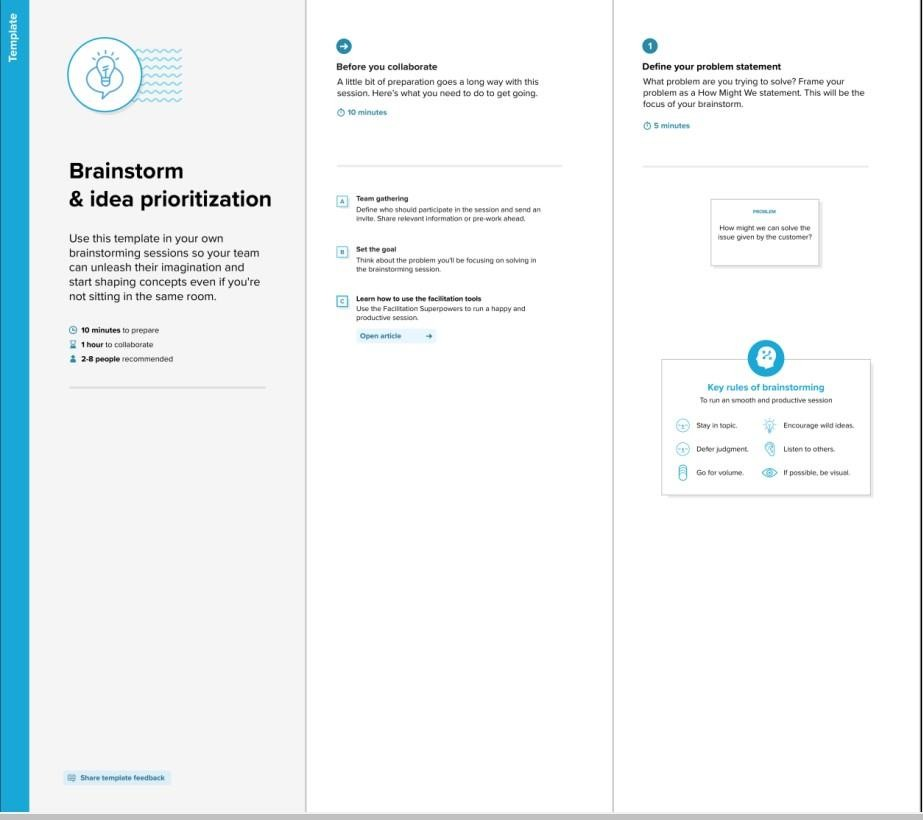 Template
Brainstorm
& idea prioritization
Use this template in your own
brainstorming sessions so your team
can unleash their imagination and
start shaping concepts even if you're
not sitting in the same room.
10 minutes to prepare
1 hour to collaborate
2-8 people recommended
Share template feedback
Before you collaborate
A little bit of preparation goes a long way with this
session. Here's what you need to do to get going.
10 minutes
A
Team gathering
Define who should participate in the session and send an
invite. Share relevant information or pre-work ahead.
B
Set the goal
Think about the problem you'll be focusing on solving in
the brainstorming session.
C
Learn how to use the facilitation tools
Use the Facilitation Superpowers to run a happy and
productive session.
Open article
1
Define your problem statement
What problem are you trying to solve? Frame your
problem as a How Might We statement. This will be the
focus of your brainstorm.
5 minutes
PROBLEM
How might we can solve the
issue given by the customer?
Key rules of brainstorming
To run an smooth and productive session
Stay in topic.
Encourage wild ideas.
Defer judgment.
Listen to others.
Go for volume.
If possible, be visual.